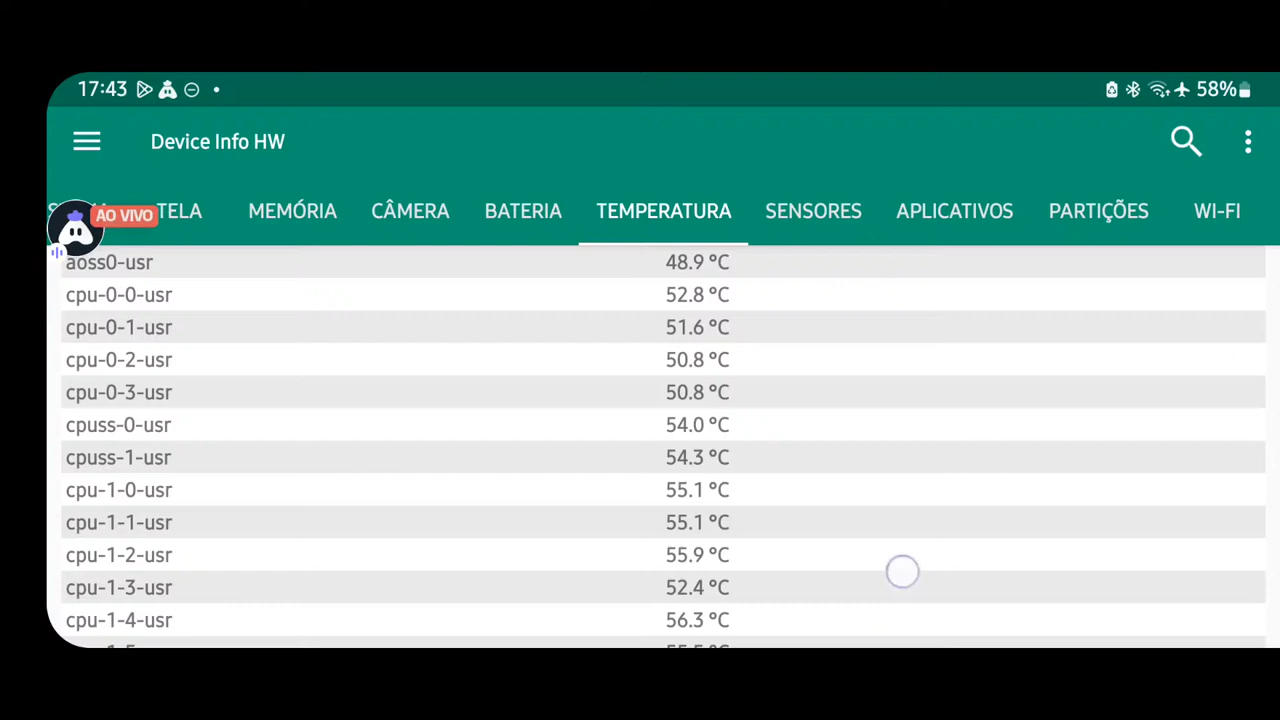 17:43 58%
Device Info HW
AO VIVO TELA MEMÓRIA CÂMERA BATERIA TEMPERATURA SENSORES APLICATIVOS PARTIÇÕES WI-FI
aoss0-usr 48.9 °C
cpu-0-0-usr 52.8 °C
cpu-0-1-usr 51.6 °C
cpu-0-2-usr 50.8 °C
cpu-0-3-usr 50.8 °C
cpuss-0-usr 54.0 °C
cpuss-1-usr 54.3 °C
cpu-1-0-usr 55.1 °C
cpu-1-1-usr 55.1 °C
cpu-1-2-usr 55.9 °C
cpu-1-3-usr 52.4 °C
cpu-1-4-usr 56.3 °C